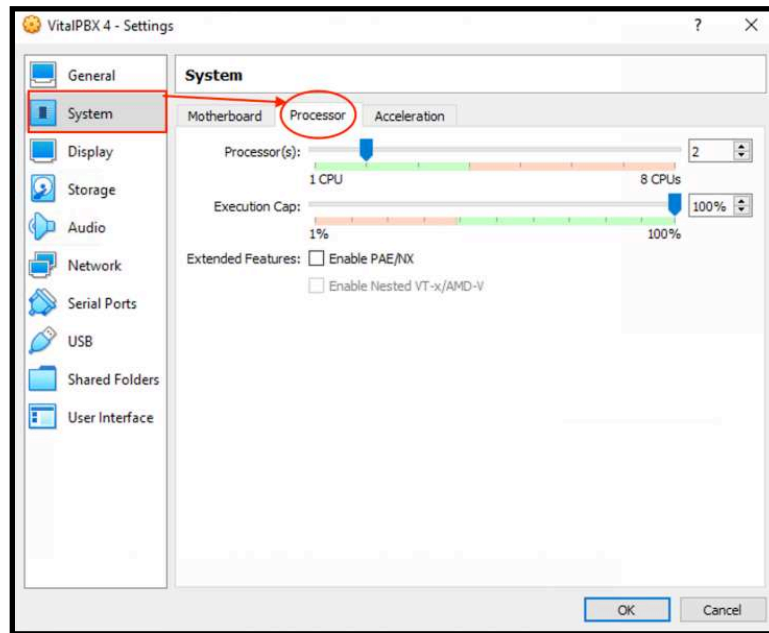 VitalPBX 4 - Settings
?
General
System
Display
Storage
Audio
Network
Serial Ports
USB
Shared Folders
User Interface
System
Motherboard Processor Acceleration
Processor(s): 2
1 CPU 8 CPUs
Execution Cap: 100%
1% 100%
Extended Features: Enable PAE/NX
Enable Nested VT-x/AMD-V
OK Cancel